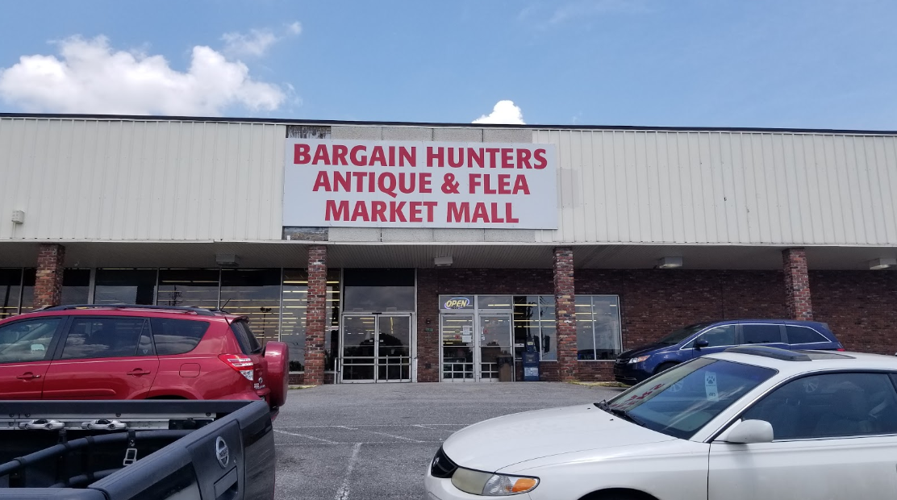 BARGAIN HUNTERS
ANTIQUE & FLEA
MARKET MALL
OPEN